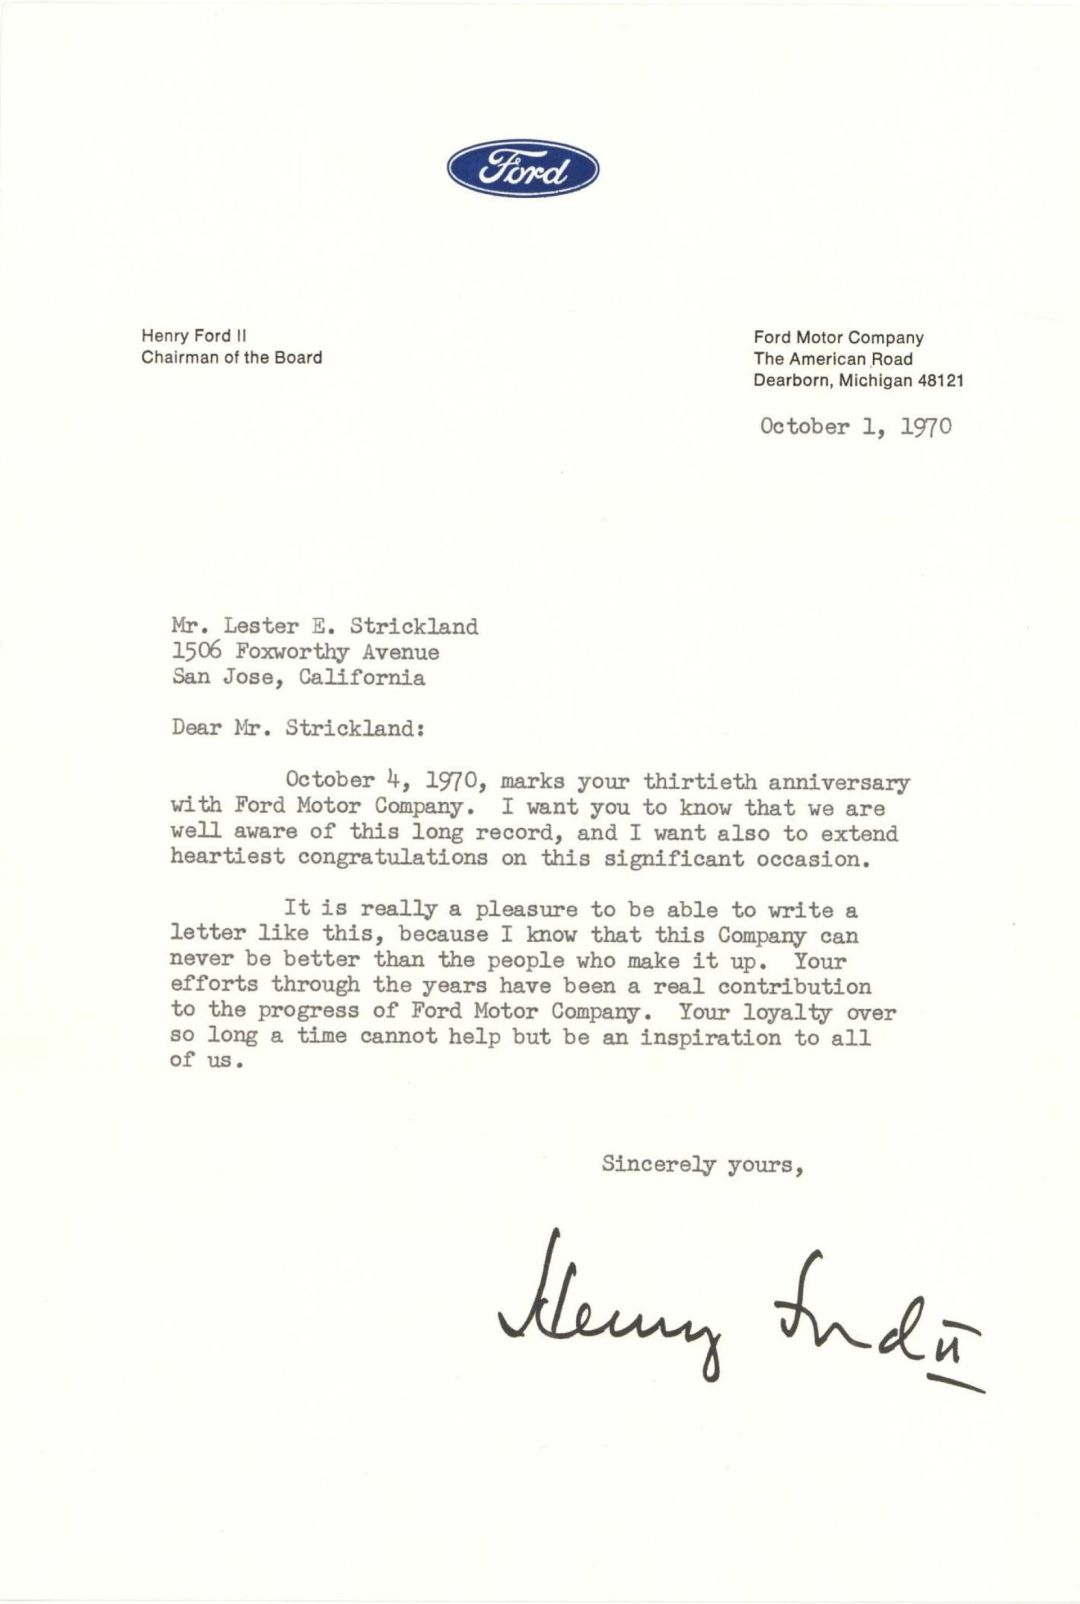 Ford
Henry Ford II
Chairman of the Board
Ford Motor Company
The American Road
Dearborn, Michigan 48121
October 1, 1970
Mr. Lester E. Strickland
1506 Foxworthy Avenue
San Jose, California
Dear Mr. Strickland:
October 4, 1970, marks your thirtieth anniversary
with Ford Motor Company. I want you to know that we are
well aware of this long record, and I want also to extend
heartiest congratulations on this significant occasion.
It is really a pleasure to be able to write a
letter like this, because I know that this Company can
never be better than the people who make it up. Your
efforts through the years have been a real contribution
to the progress of Ford Motor Company. Your loyalty over
so long a time cannot help but be an inspiration to all
of us.
Sincerely yours,
Henry Ford II